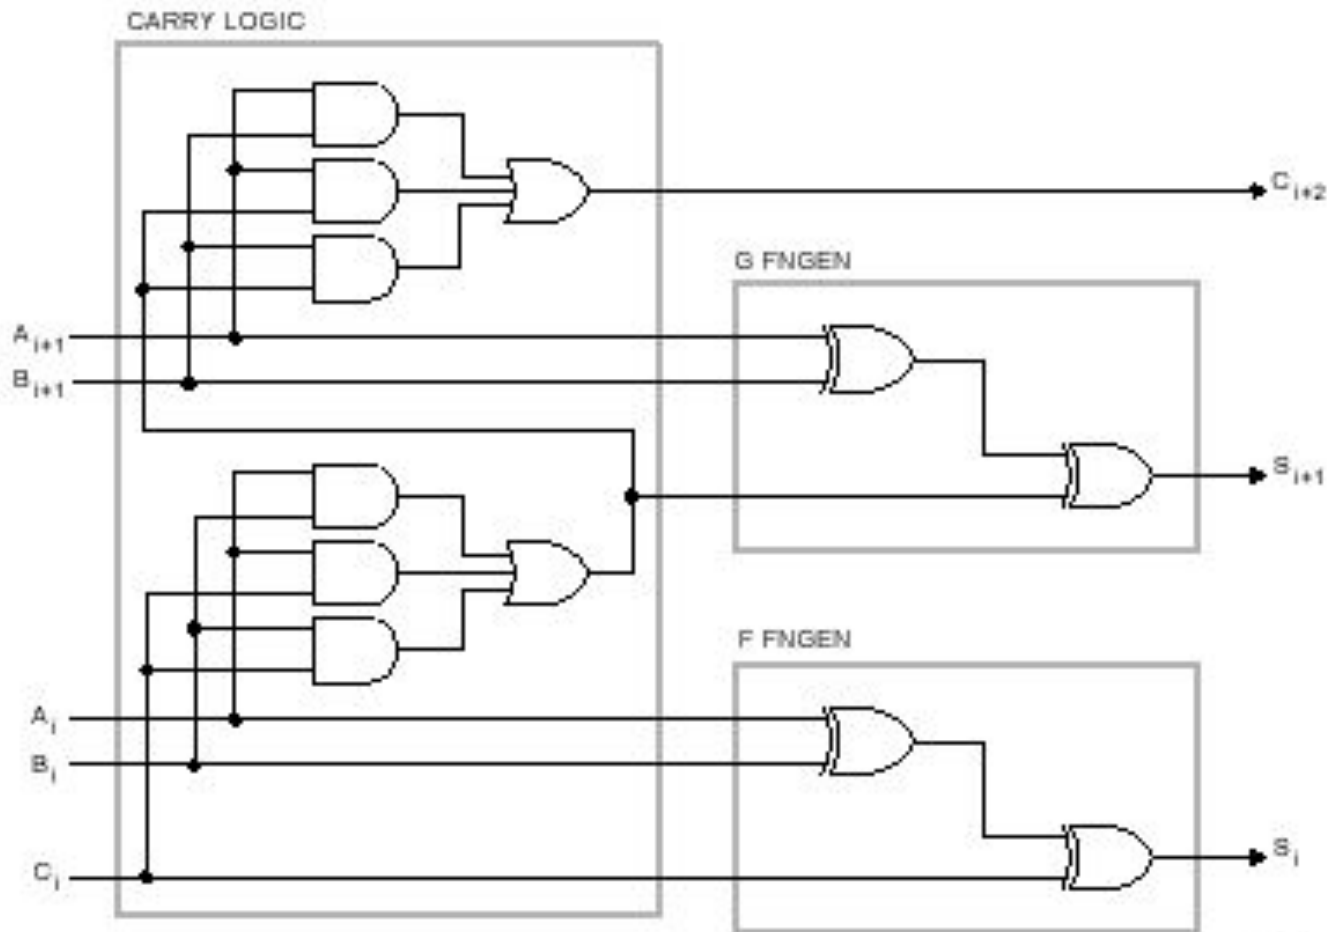 CARRY LOGIC
C i+2
G FNGEN
A i+1
B i+1
S i+1
F FNGEN
A i
B i
C i
S i